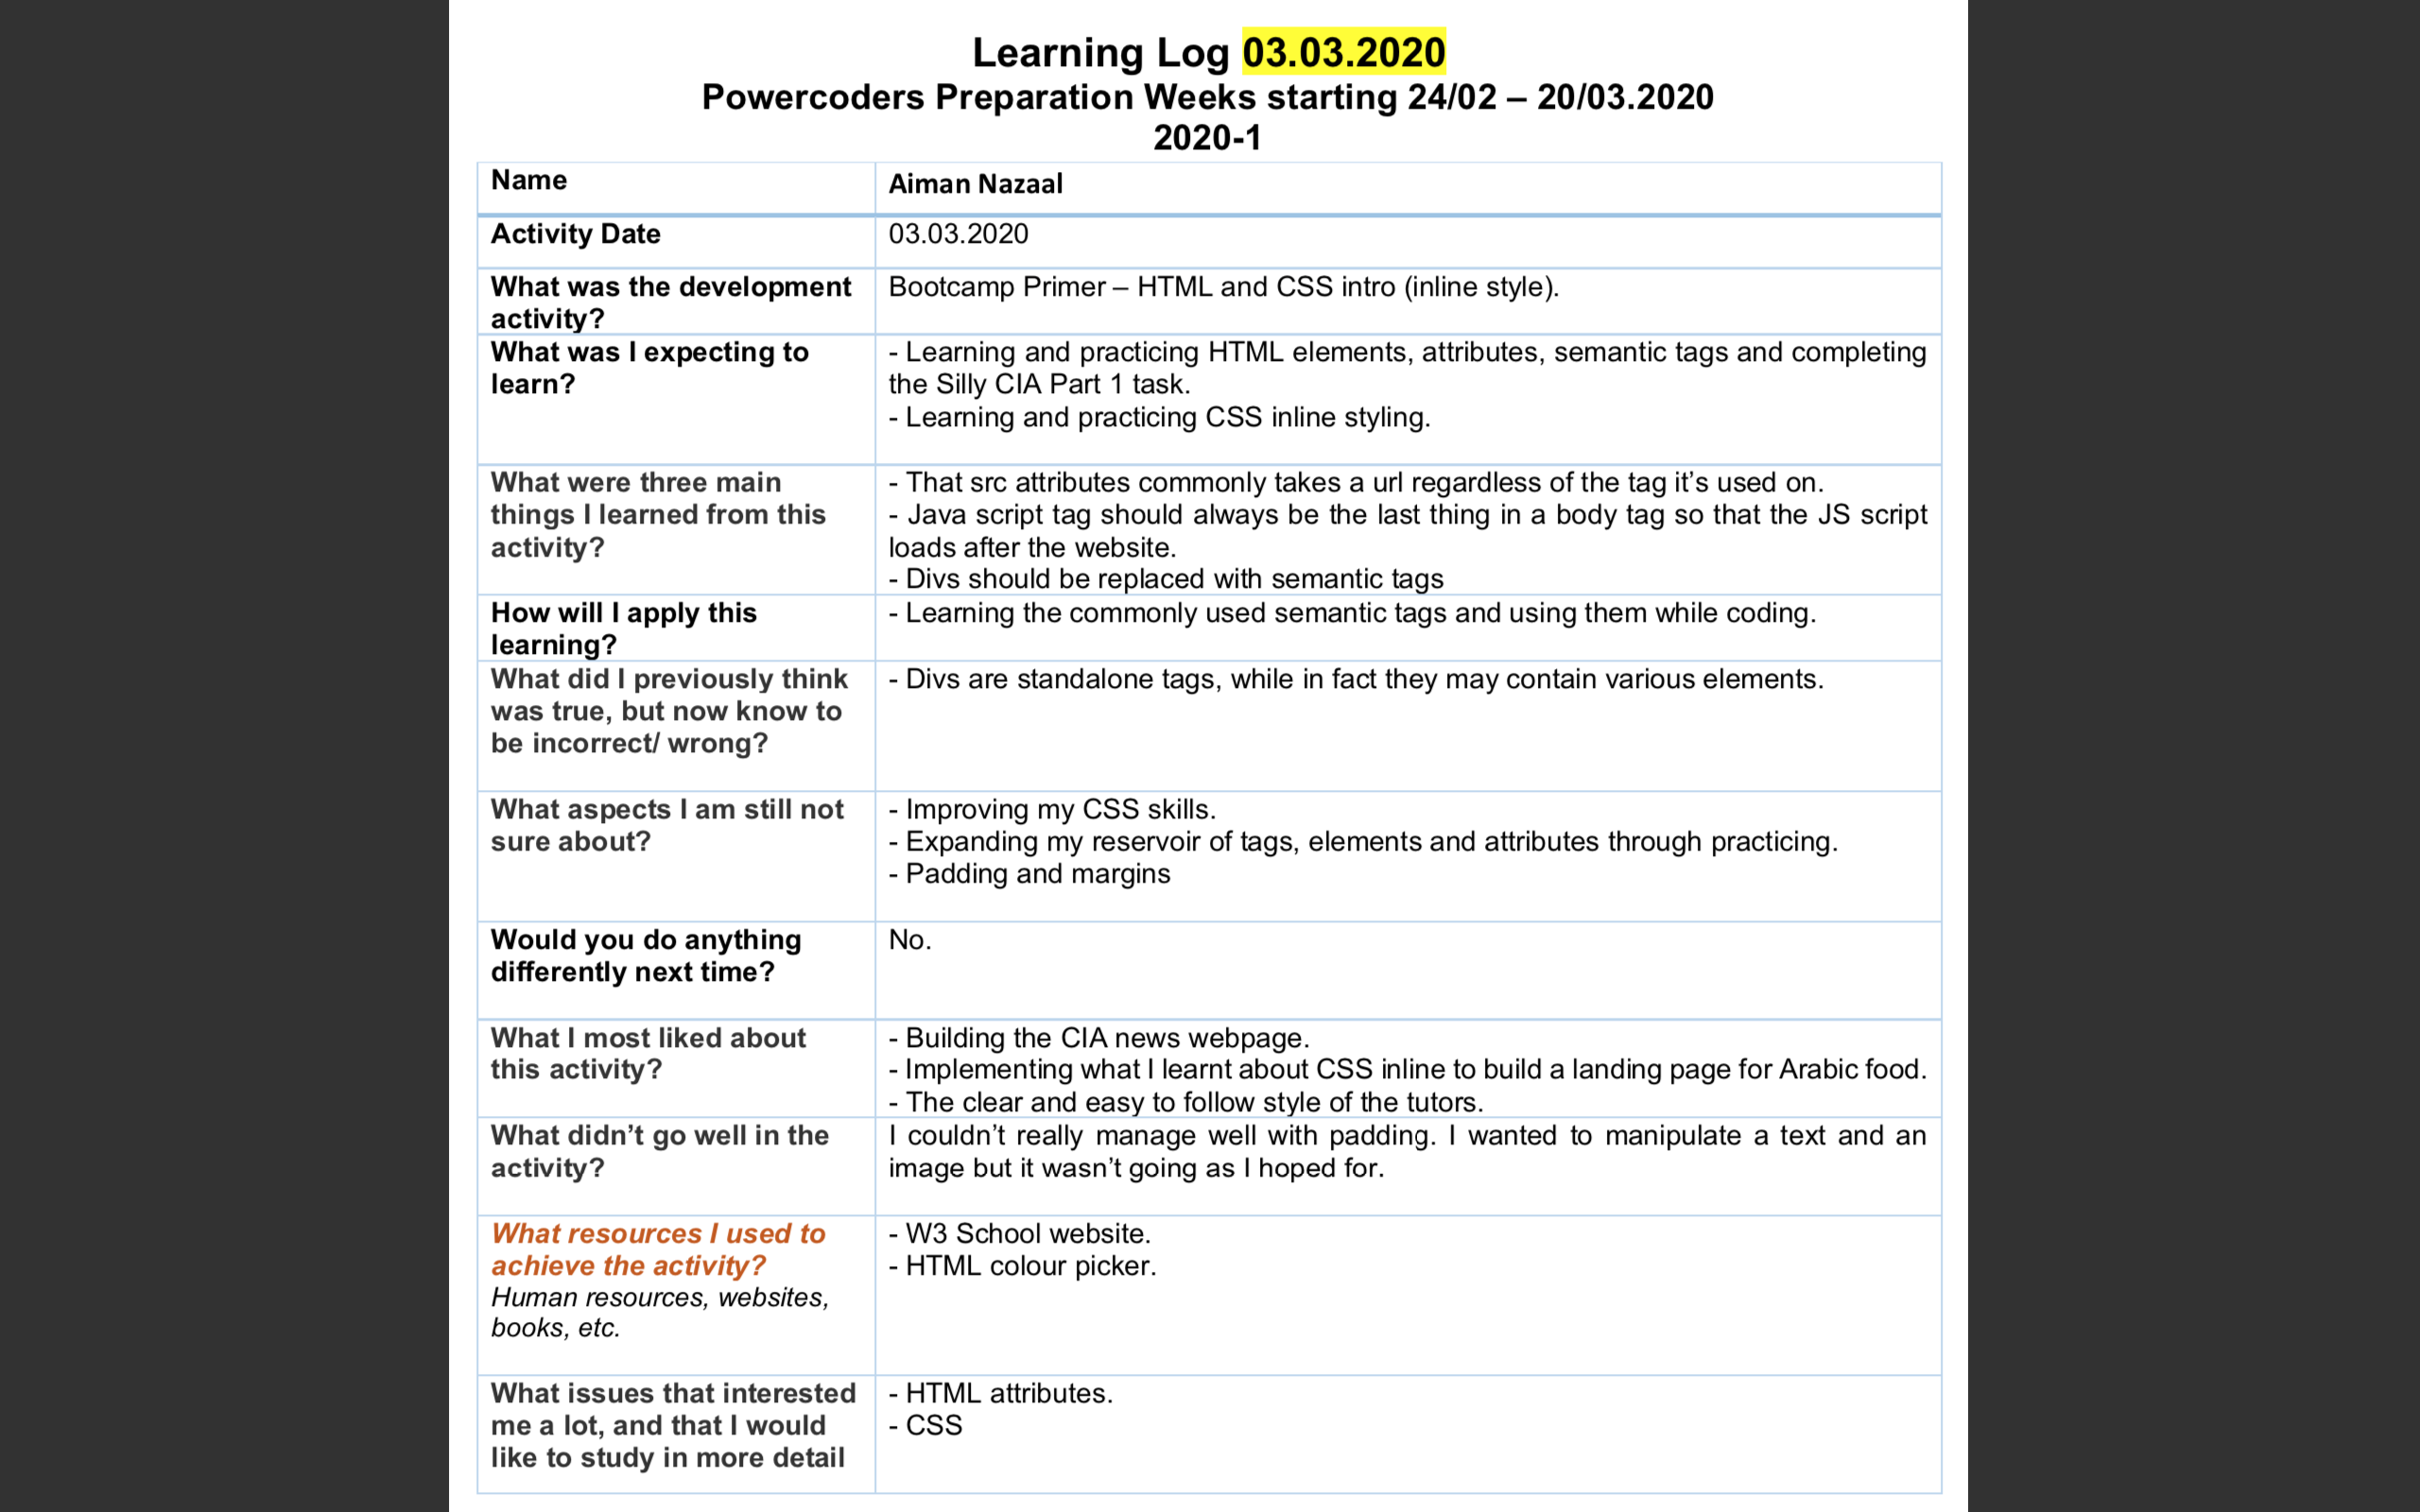 Learning Log 03.03.2020
Powercoders Preparation Weeks starting 24/02 – 20/03.2020
2020-1
Name
Aiman Nazaal
Activity Date
03.03.2020
What was the development
activity?
Bootcamp Primer – HTML and CSS intro (inline style).
What was I expecting to
learn?
- Learning and practicing HTML elements, attributes, semantic tags and completing
the Silly CIA Part 1 task.
- Learning and practicing CSS inline styling.
What were three main
things I learned from this
activity?
- That src attributes commonly takes a url regardless of the tag it’s used on.
- Java script tag should always be the last thing in a body tag so that the JS script
loads after the website.
- Divs should be replaced with semantic tags
How will I apply this
learning?
- Learning the commonly used semantic tags and using them while coding.
What did I previously think
was true, but now know to
be incorrect/ wrong?
- Divs are standalone tags, while in fact they may contain various elements.
What aspects I am still not
sure about?
- Improving my CSS skills.
- Expanding my reservoir of tags, elements and attributes through practicing.
- Padding and margins
Would you do anything
differently next time?
No.
What I most liked about
this activity?
- Building the CIA news webpage.
- Implementing what I learnt about CSS inline to build a landing page for Arabic food.
- The clear and easy to follow style of the tutors.
What didn’t go well in the
activity?
I couldn’t really manage well with padding. I wanted to manipulate a text and an
image but it wasn’t going as I hoped for.
What resources I used to
achieve the activity?
Human resources, websites,
books, etc.
- W3 School website.
- HTML colour picker.
What issues that interested
me a lot, and that I would
like to study in more detail
- HTML attributes.
- CSS